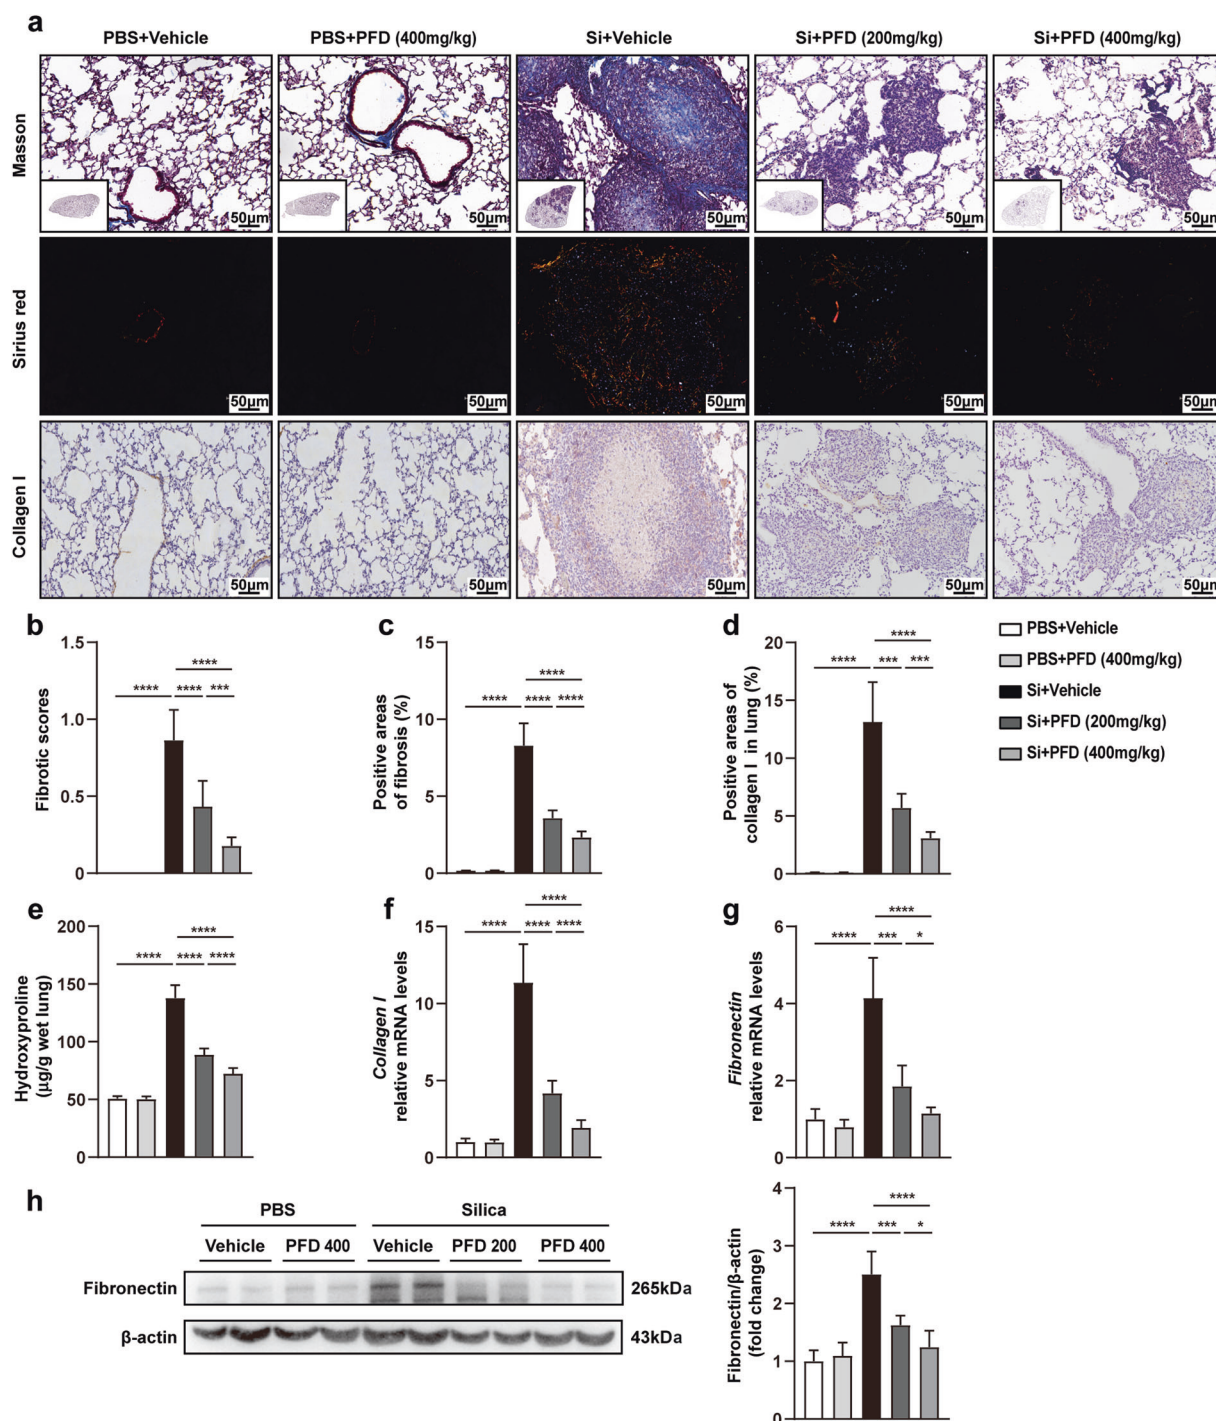 a
PBS+Vehicle PBS+PFD (400mg/kg) Si+Vehicle Si+PFD (200mg/kg) Si+PFD (400mg/kg)
Masson
50μm 50μm 50μm 50μm 50μm
Sirius red
50μm 50μm 50μm 50μm 50μm
Collagen I
50μm 50μm 50μm 50μm 50μm
b
Fibrotic scores
1.5
1.0
0.5
0
****
**** **** ***
c
Positive areas
of fibrosis (%)
15
10
5
0
****
**** **** ****
d
Positive areas of
collagen I in lung (%)
20
15
10
5
0
****
**** *** ***
PBS+Vehicle
PBS+PFD (400mg/kg)
Si+Vehicle
Si+PFD (200mg/kg)
Si+PFD (400mg/kg)
e
Hydroxyproline
(μg/g wet lung)
200
150
100
50
0
****
**** **** ****
f
Collagen I
relative mRNA levels
15
10
5
0
****
**** **** ****
g
Fibronectin
relative mRNA levels
6
4
2
0
****
**** *** *
h
PBS Silica
Vehicle PFD 400 Vehicle PFD 200 PFD 400
Fibronectin 265kDa
β-actin 43kDa
Fibronectin/β-actin
(fold change)
4
3
2
1
0
****
**** *** *